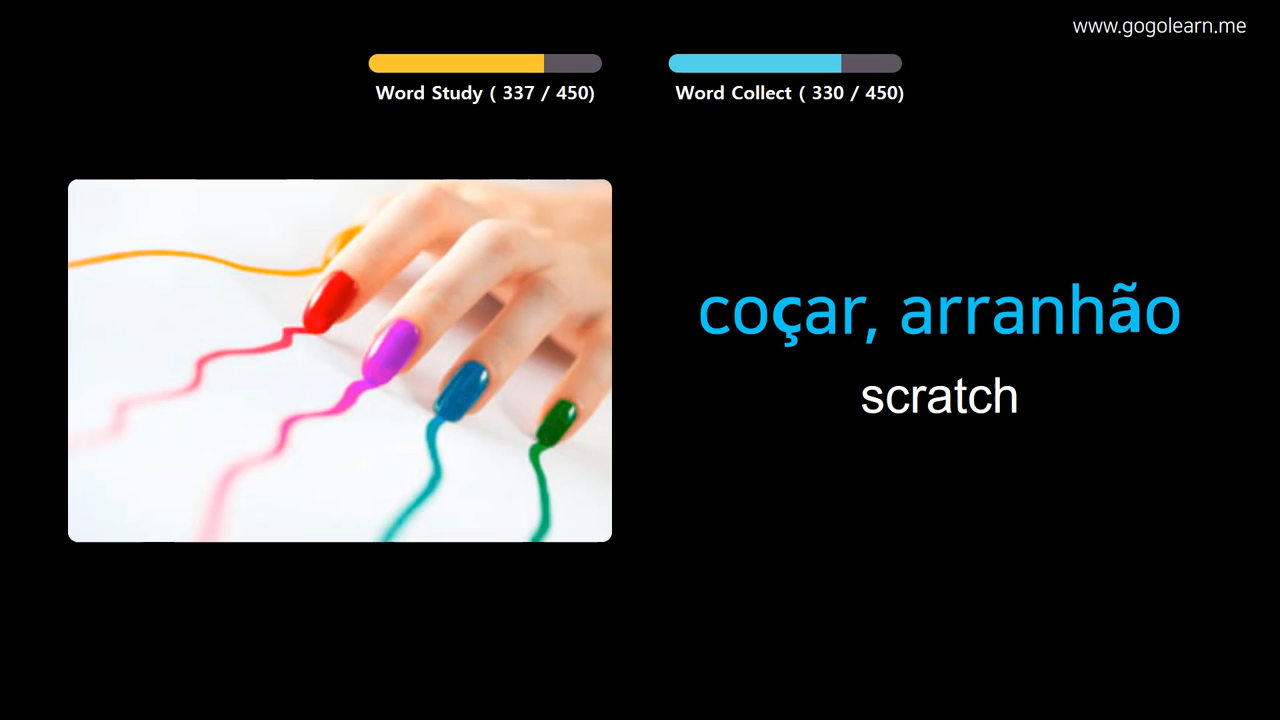 www.gogolearn.me
Word Study ( 337 / 450)
Word Collect ( 330 / 450)
coçar, arranhão
scratch